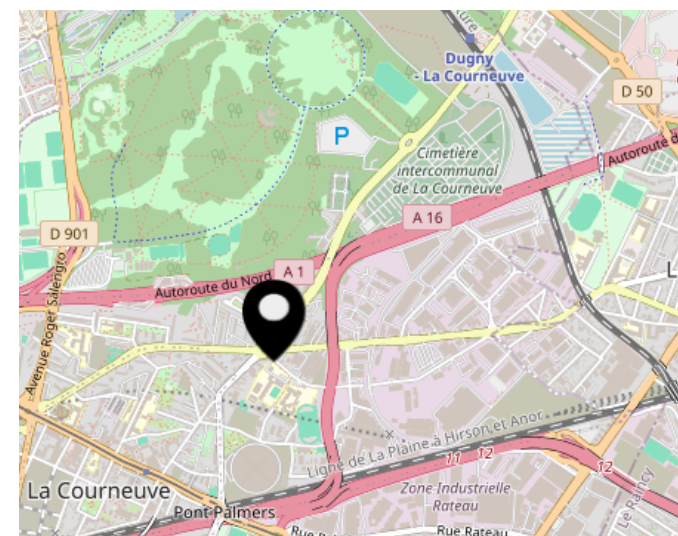 Dugny
- La Courneuve
D 50
P
Cimetière
intercommunal
de La Courneuve
Autoroute d
A 16
D 901
A 1
Autoroute du Nord
L
Avenue Roger Salengro
Ligne de La Plaine à Hirson et Anor
11 12
12
La Courneuve
Zone Industrielle
Rateau
Le Raincy
Pont Palmers
Rue R
Rue Rateau